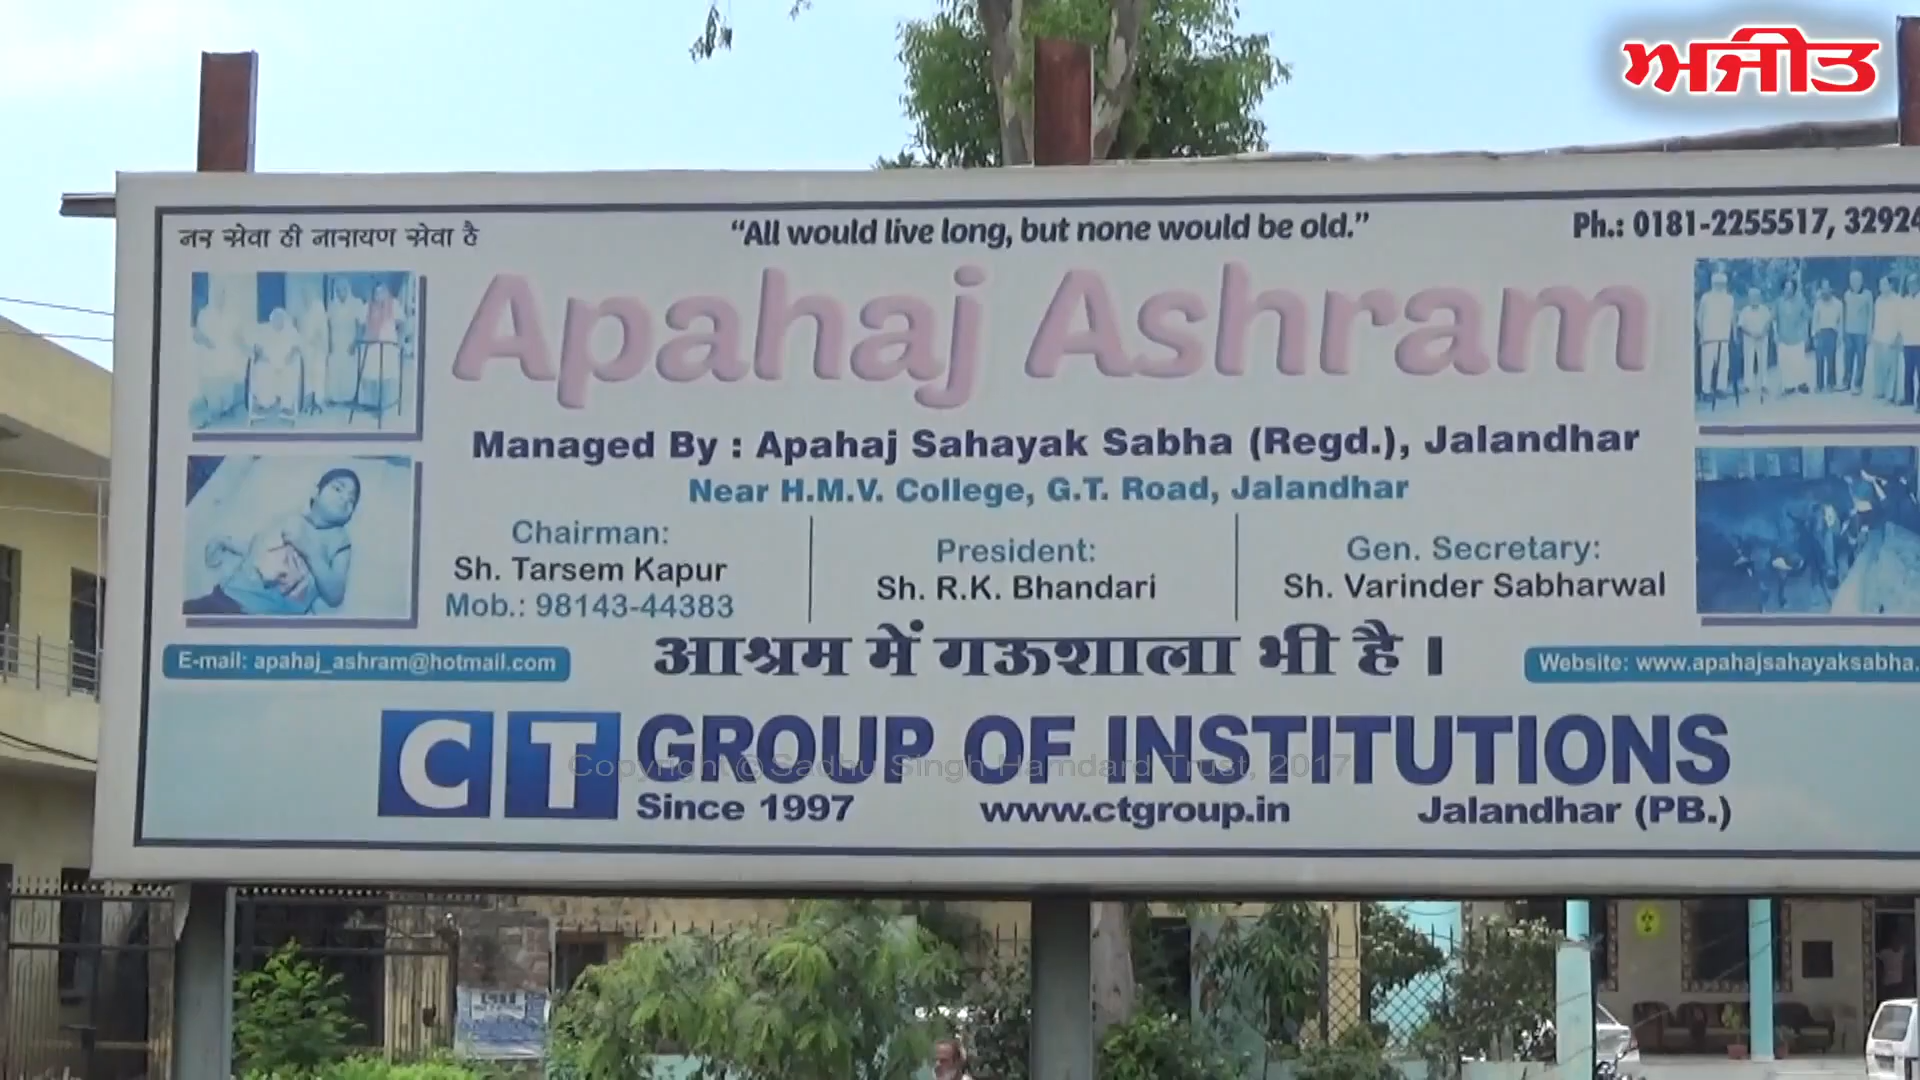 ਅਜੀਤ
नर सेवा ही नारायण सेवा है
“All would live long, but none would be old.”
Ph.: 0181-2255517, 32924
Apahaj Ashram
Managed By : Apahaj Sahayak Sabha (Regd.), Jalandhar
Near H.M.V. College, G.T. Road, Jalandhar
Chairman:
Sh. Tarsem Kapur
Mob.: 98143-44383
President:
Sh. R.K. Bhandari
Gen. Secretary:
Sh. Varinder Sabharwal
E-mail: apahaj_ashram@hotmail.com
आश्रम में गऊशाला भी है ।
Website: www.apahajsahayaksabha.
CT GROUP OF INSTITUTIONS
Copyright © Sadhu Singh Hamdard Trust, 2017
Since 1997 www.ctgroup.in Jalandhar (PB.)